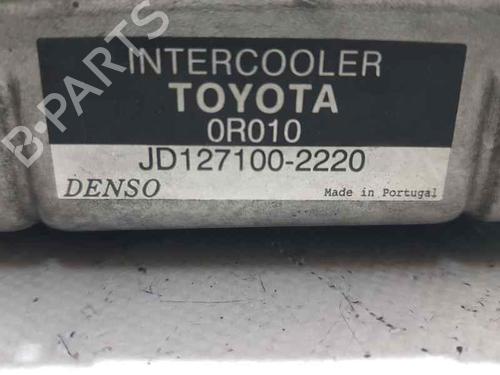 INTERCOOLER
TOYOTA
0R010
JD127100-2220
DENSO Made in Portugal
B-PARTS